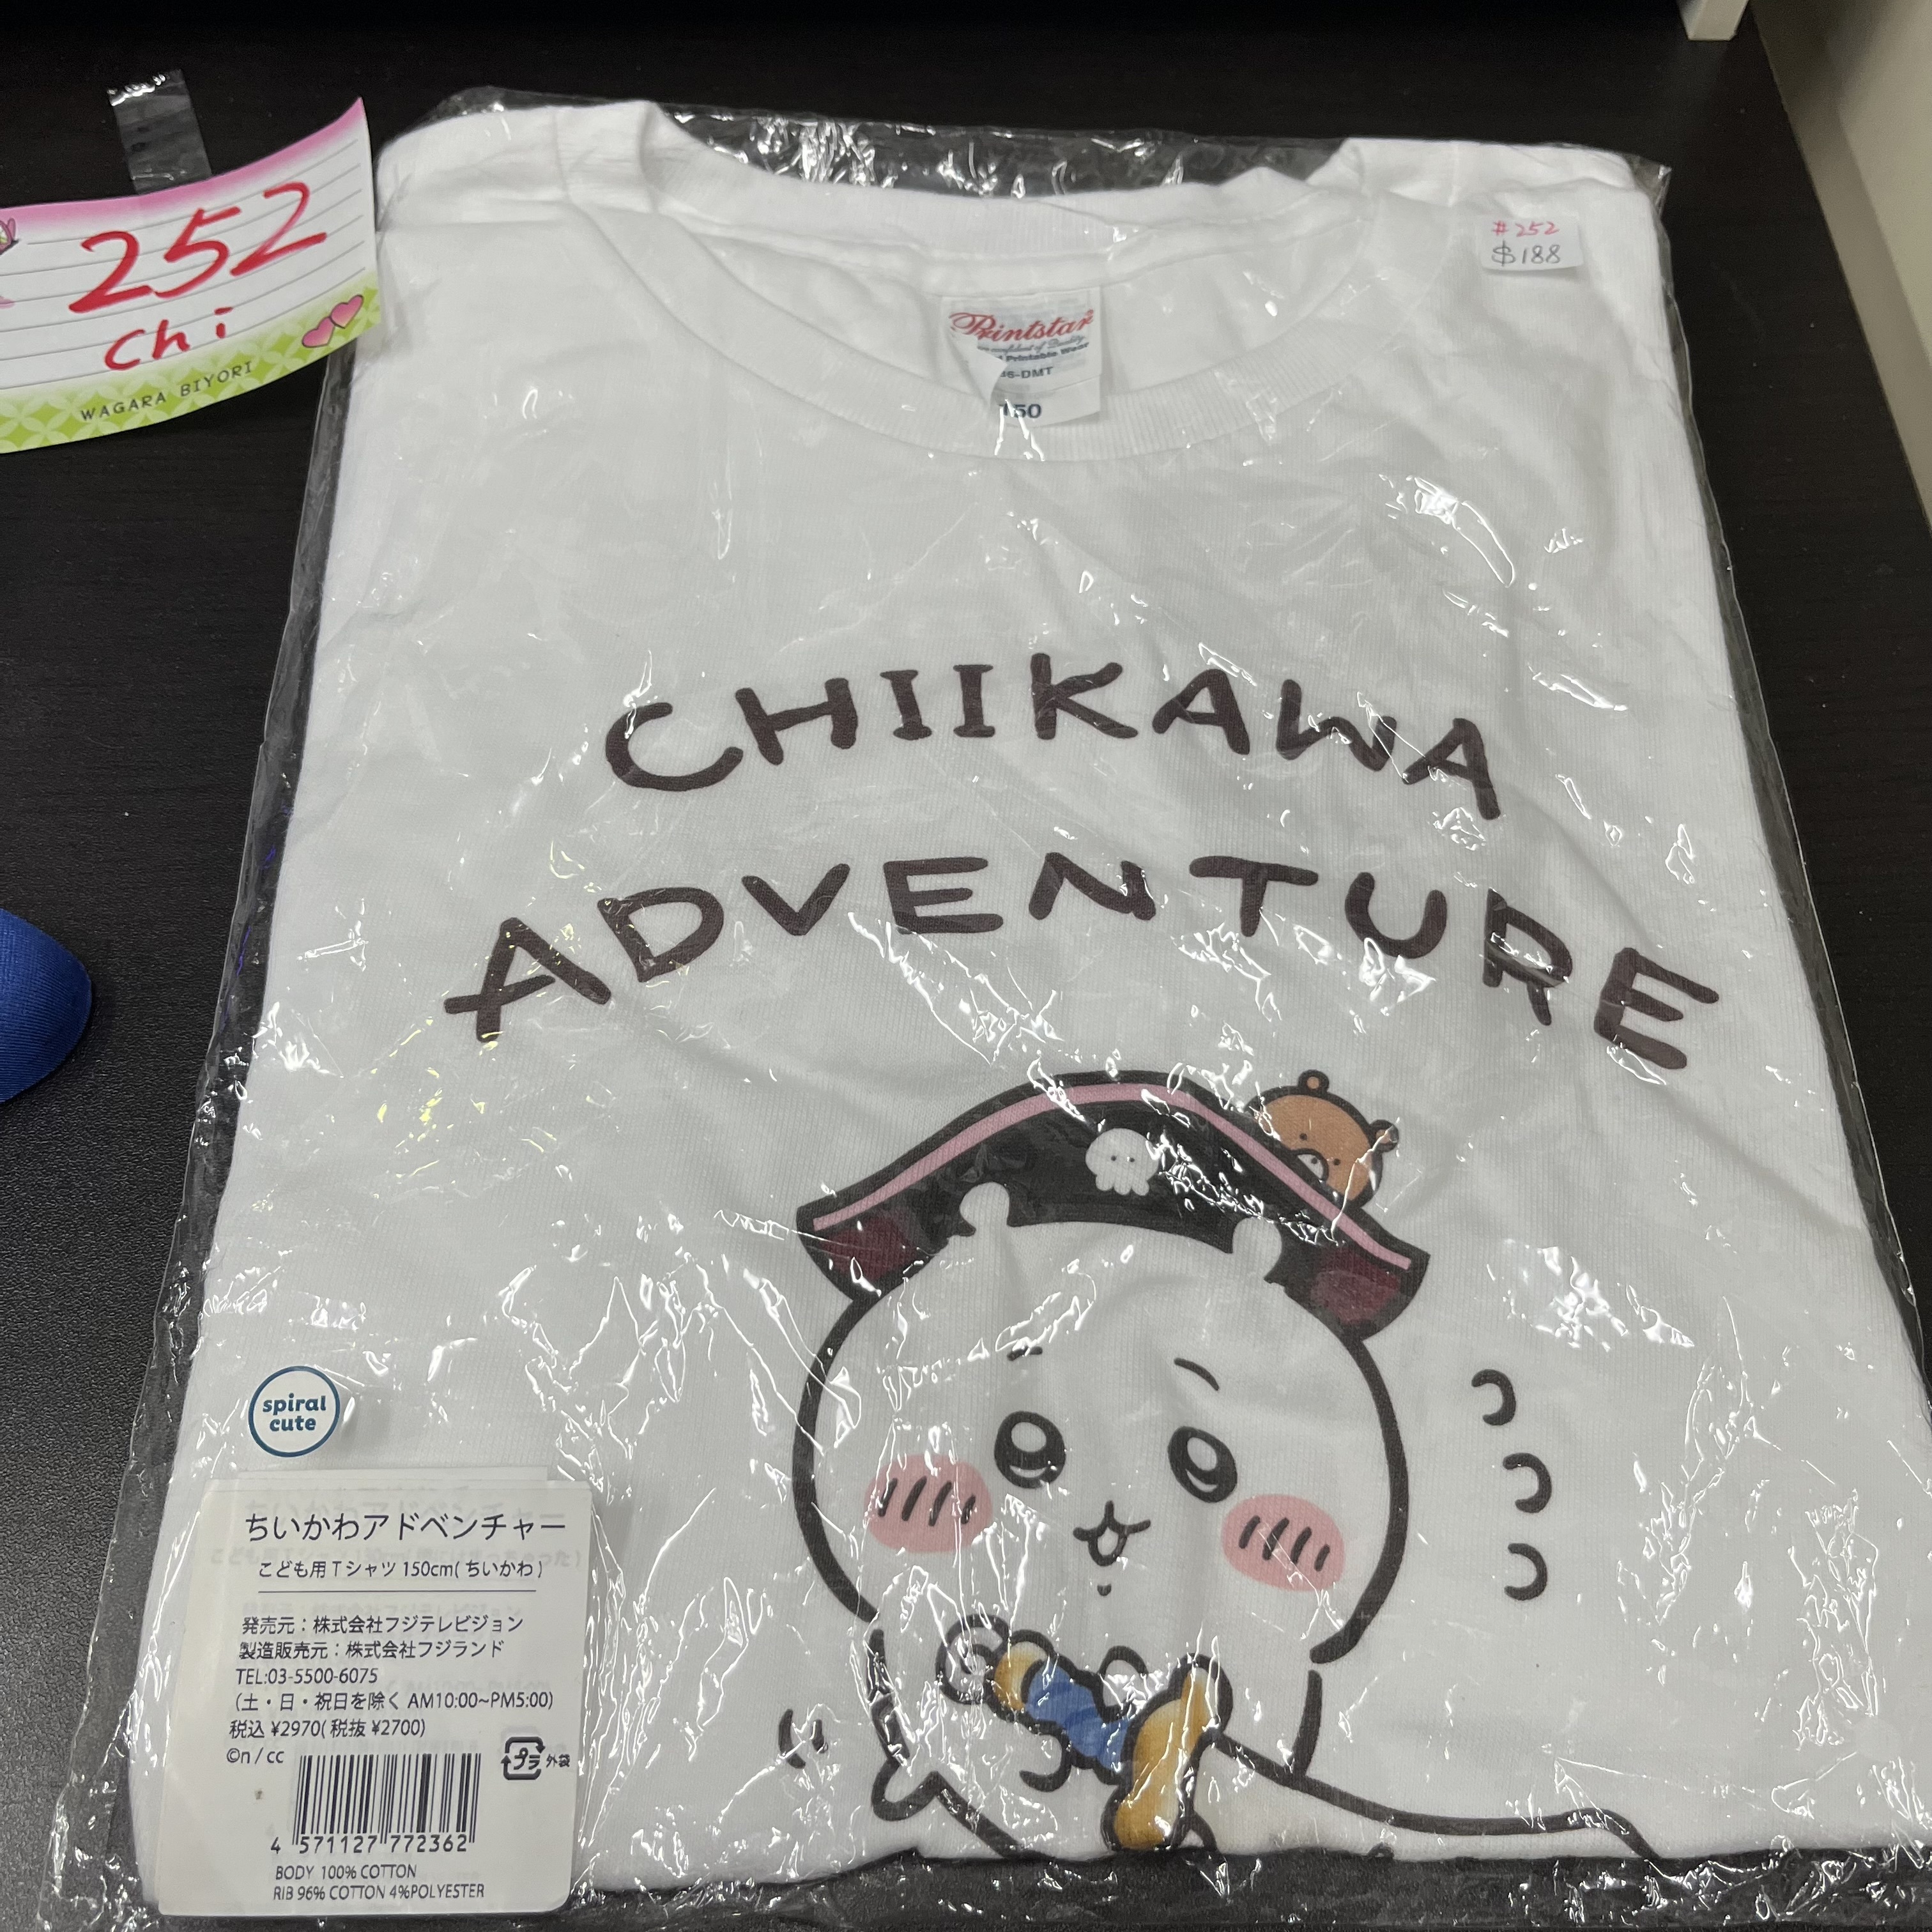 252
chi
WAGARA BIYORI
#252
$188
Printstar
Printable Wear
-DMT
150
CHIIKAWA
ADVENTURE
spiral
cute
ちいかわアドベンチャー
こども用Tシャツ 150cm(ちいかわ)
発売元：株式会社フジテレビジョン
製造販売元：株式会社フジランド
TEL:03-5500-6075
(土・日・祝日を除く AM10:00~PM5:00)
税込 ¥2970(税抜 ¥2700)
©n / cc
プラ 外袋
4 571127 772362
BODY 100% COTTON
RIB 96% COTTON 4%POLYESTER